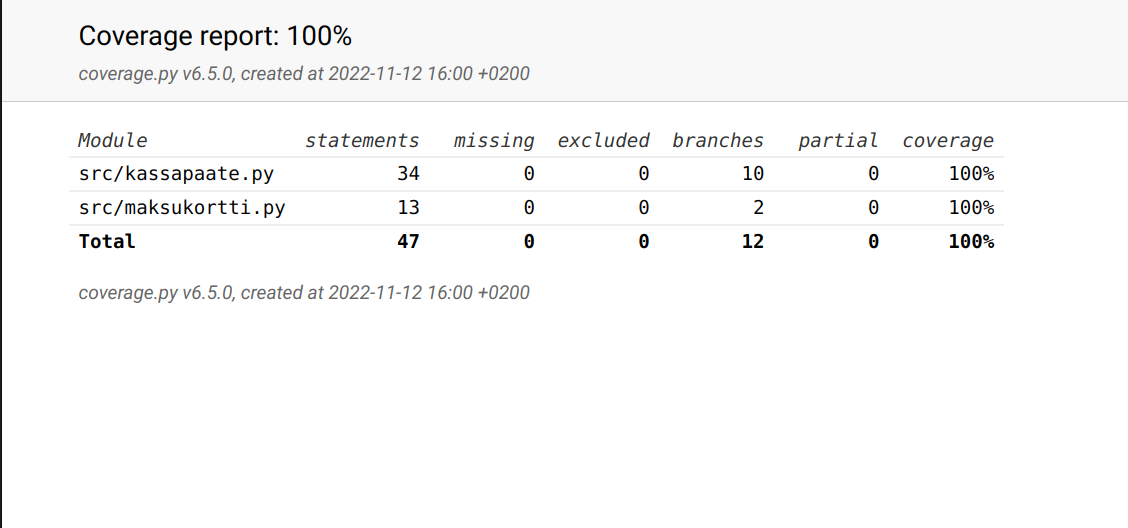 Coverage report: 100%
coverage.py v6.5.0, created at 2022-11-12 16:00 +0200
Module statements missing excluded branches partial coverage
src/kassapaate.py 34 0 0 10 0 100%
src/maksukortti.py 13 0 0 2 0 100%
Total 47 0 0 12 0 100%
coverage.py v6.5.0, created at 2022-11-12 16:00 +0200